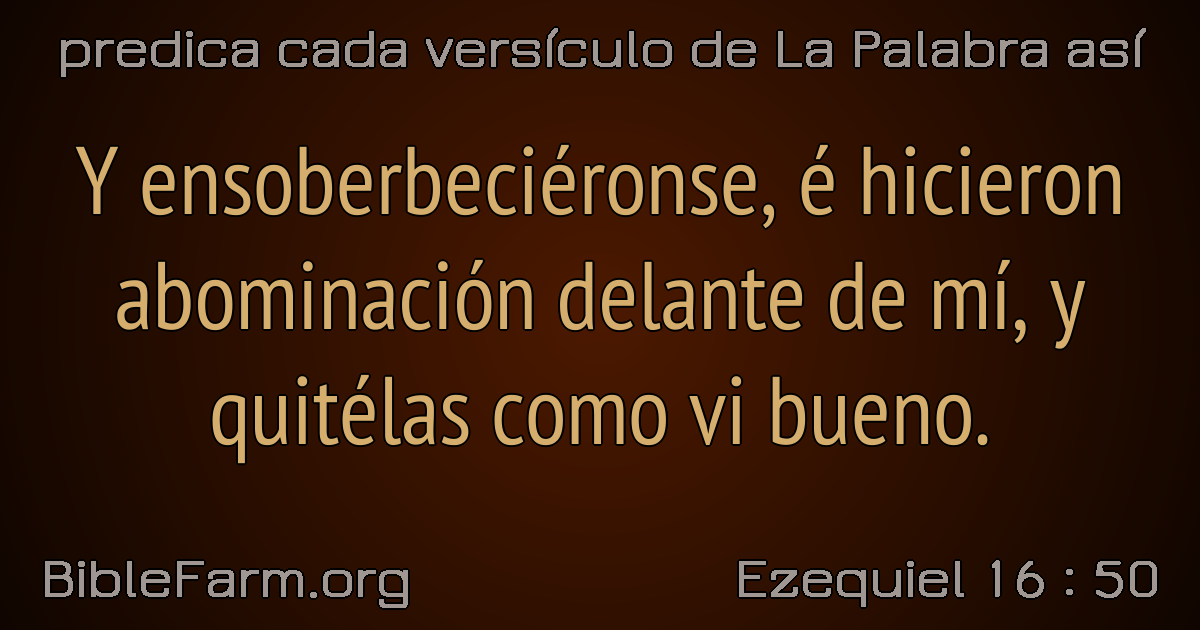 predica cada versículo de La Palabra así
Y ensoberbeciéronse, é hicieron
abominación delante de mí, y
quitélas como vi bueno.
BibleFarm.org
Ezequiel 16 : 50